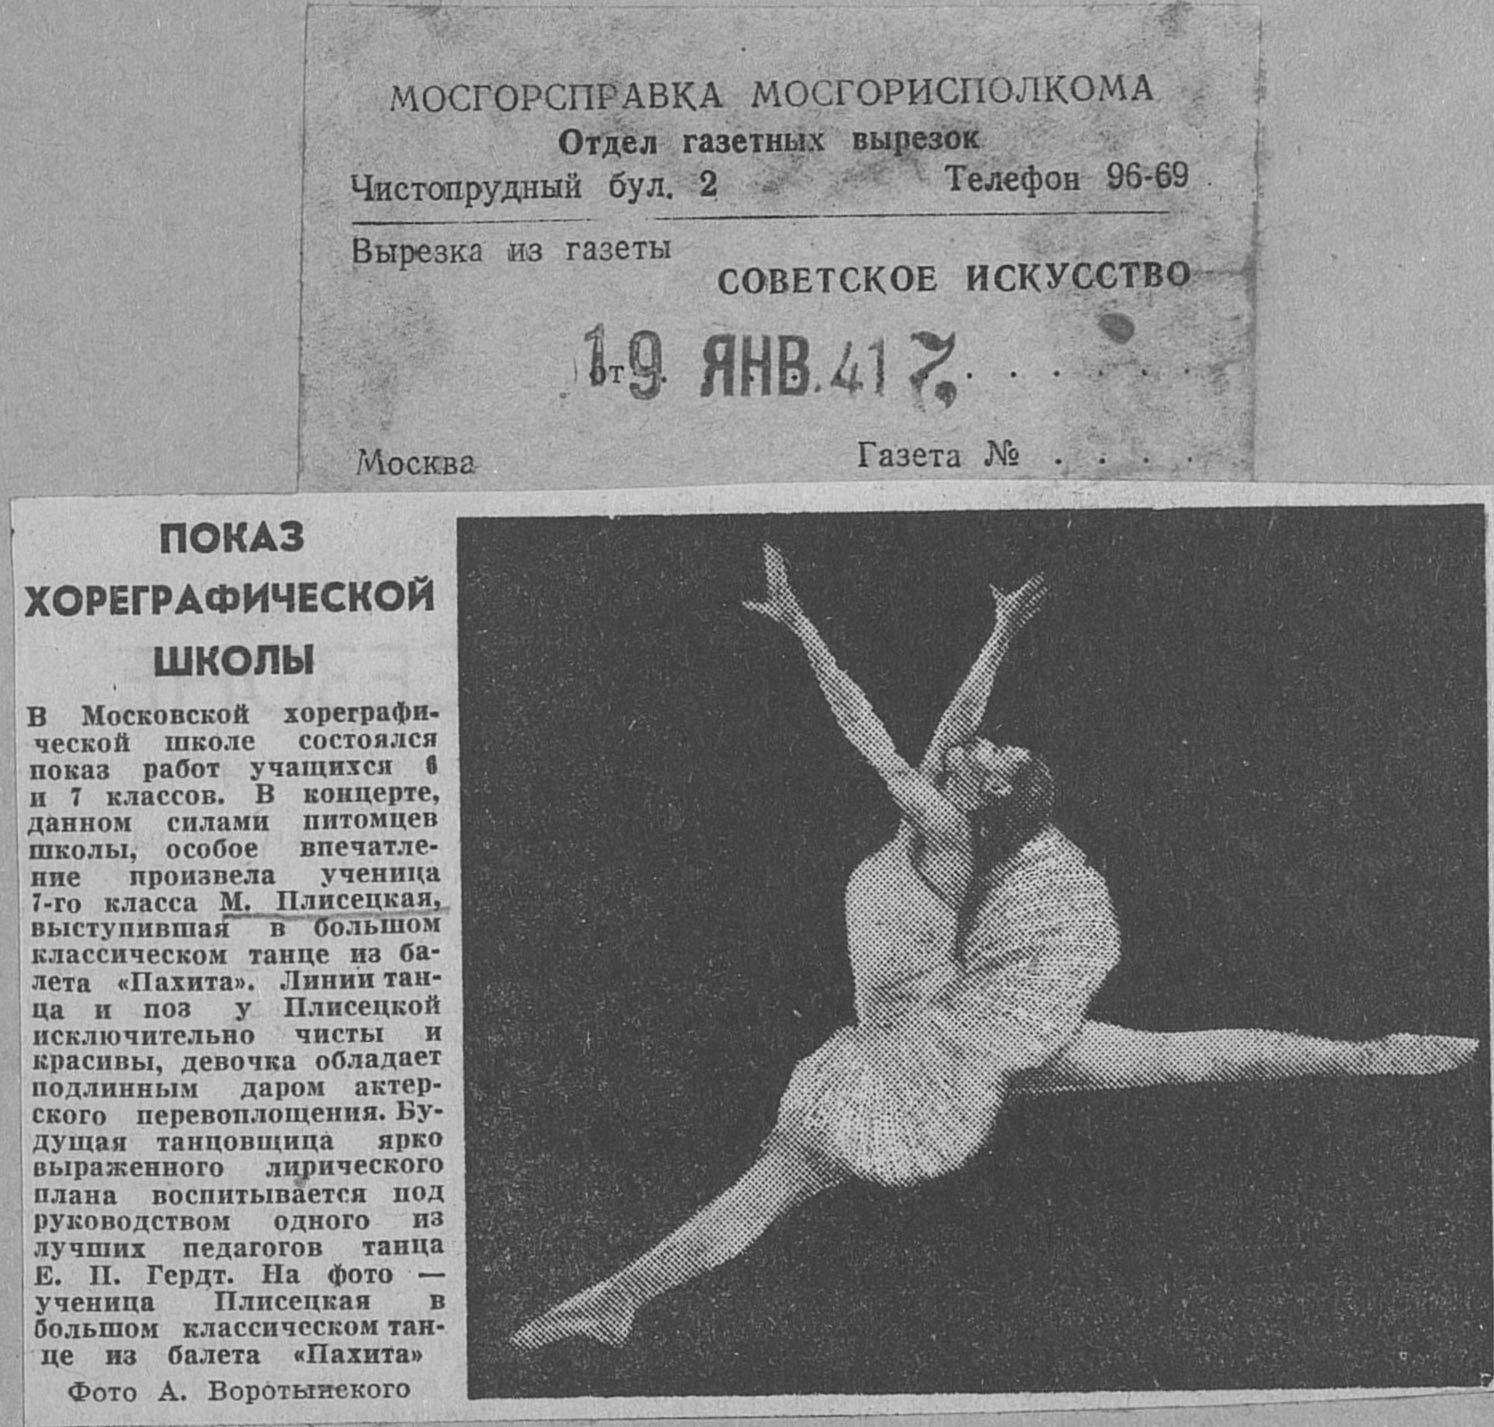 МОСГОРСПРАВКА МОСГОРИСПОЛКОМА
Отдел газетных вырезок
Чистопрудный бул. 2 Телефон 96-69
Вырезка из газеты
СОВЕТСКОЕ ИСКУССТВО
от 19 ЯНВ. 41 7,
Москва Газета № . . . .
ПОКАЗ
ХОРЕГРАФИЧЕСКОЙ
ШКОЛЫ
В Московской хореграфи-
ческой школе состоялся
показ работ учащихся 6
и 7 классов. В концерте,
данном силами питомцев
школы, особое впечатле-
ние произвела ученица
7-го класса М. Плисецкая,
выступившая в большом
классическом танце из ба-
лета «Пахита». Линии тан-
ца и поз у Плисецкой
исключительно чисты и
красивы, девочка обладает
подлинным даром актер-
ского перевоплощения. Бу-
дущая танцовщица ярко
выраженного лирического
плана воспитывается под
руководством одного из
лучших педагогов танца
Е. П. Гердт. На фото —
ученица Плисецкая в
большом классическом тан-
це из балета «Пахита»
Фото А. Воротынского